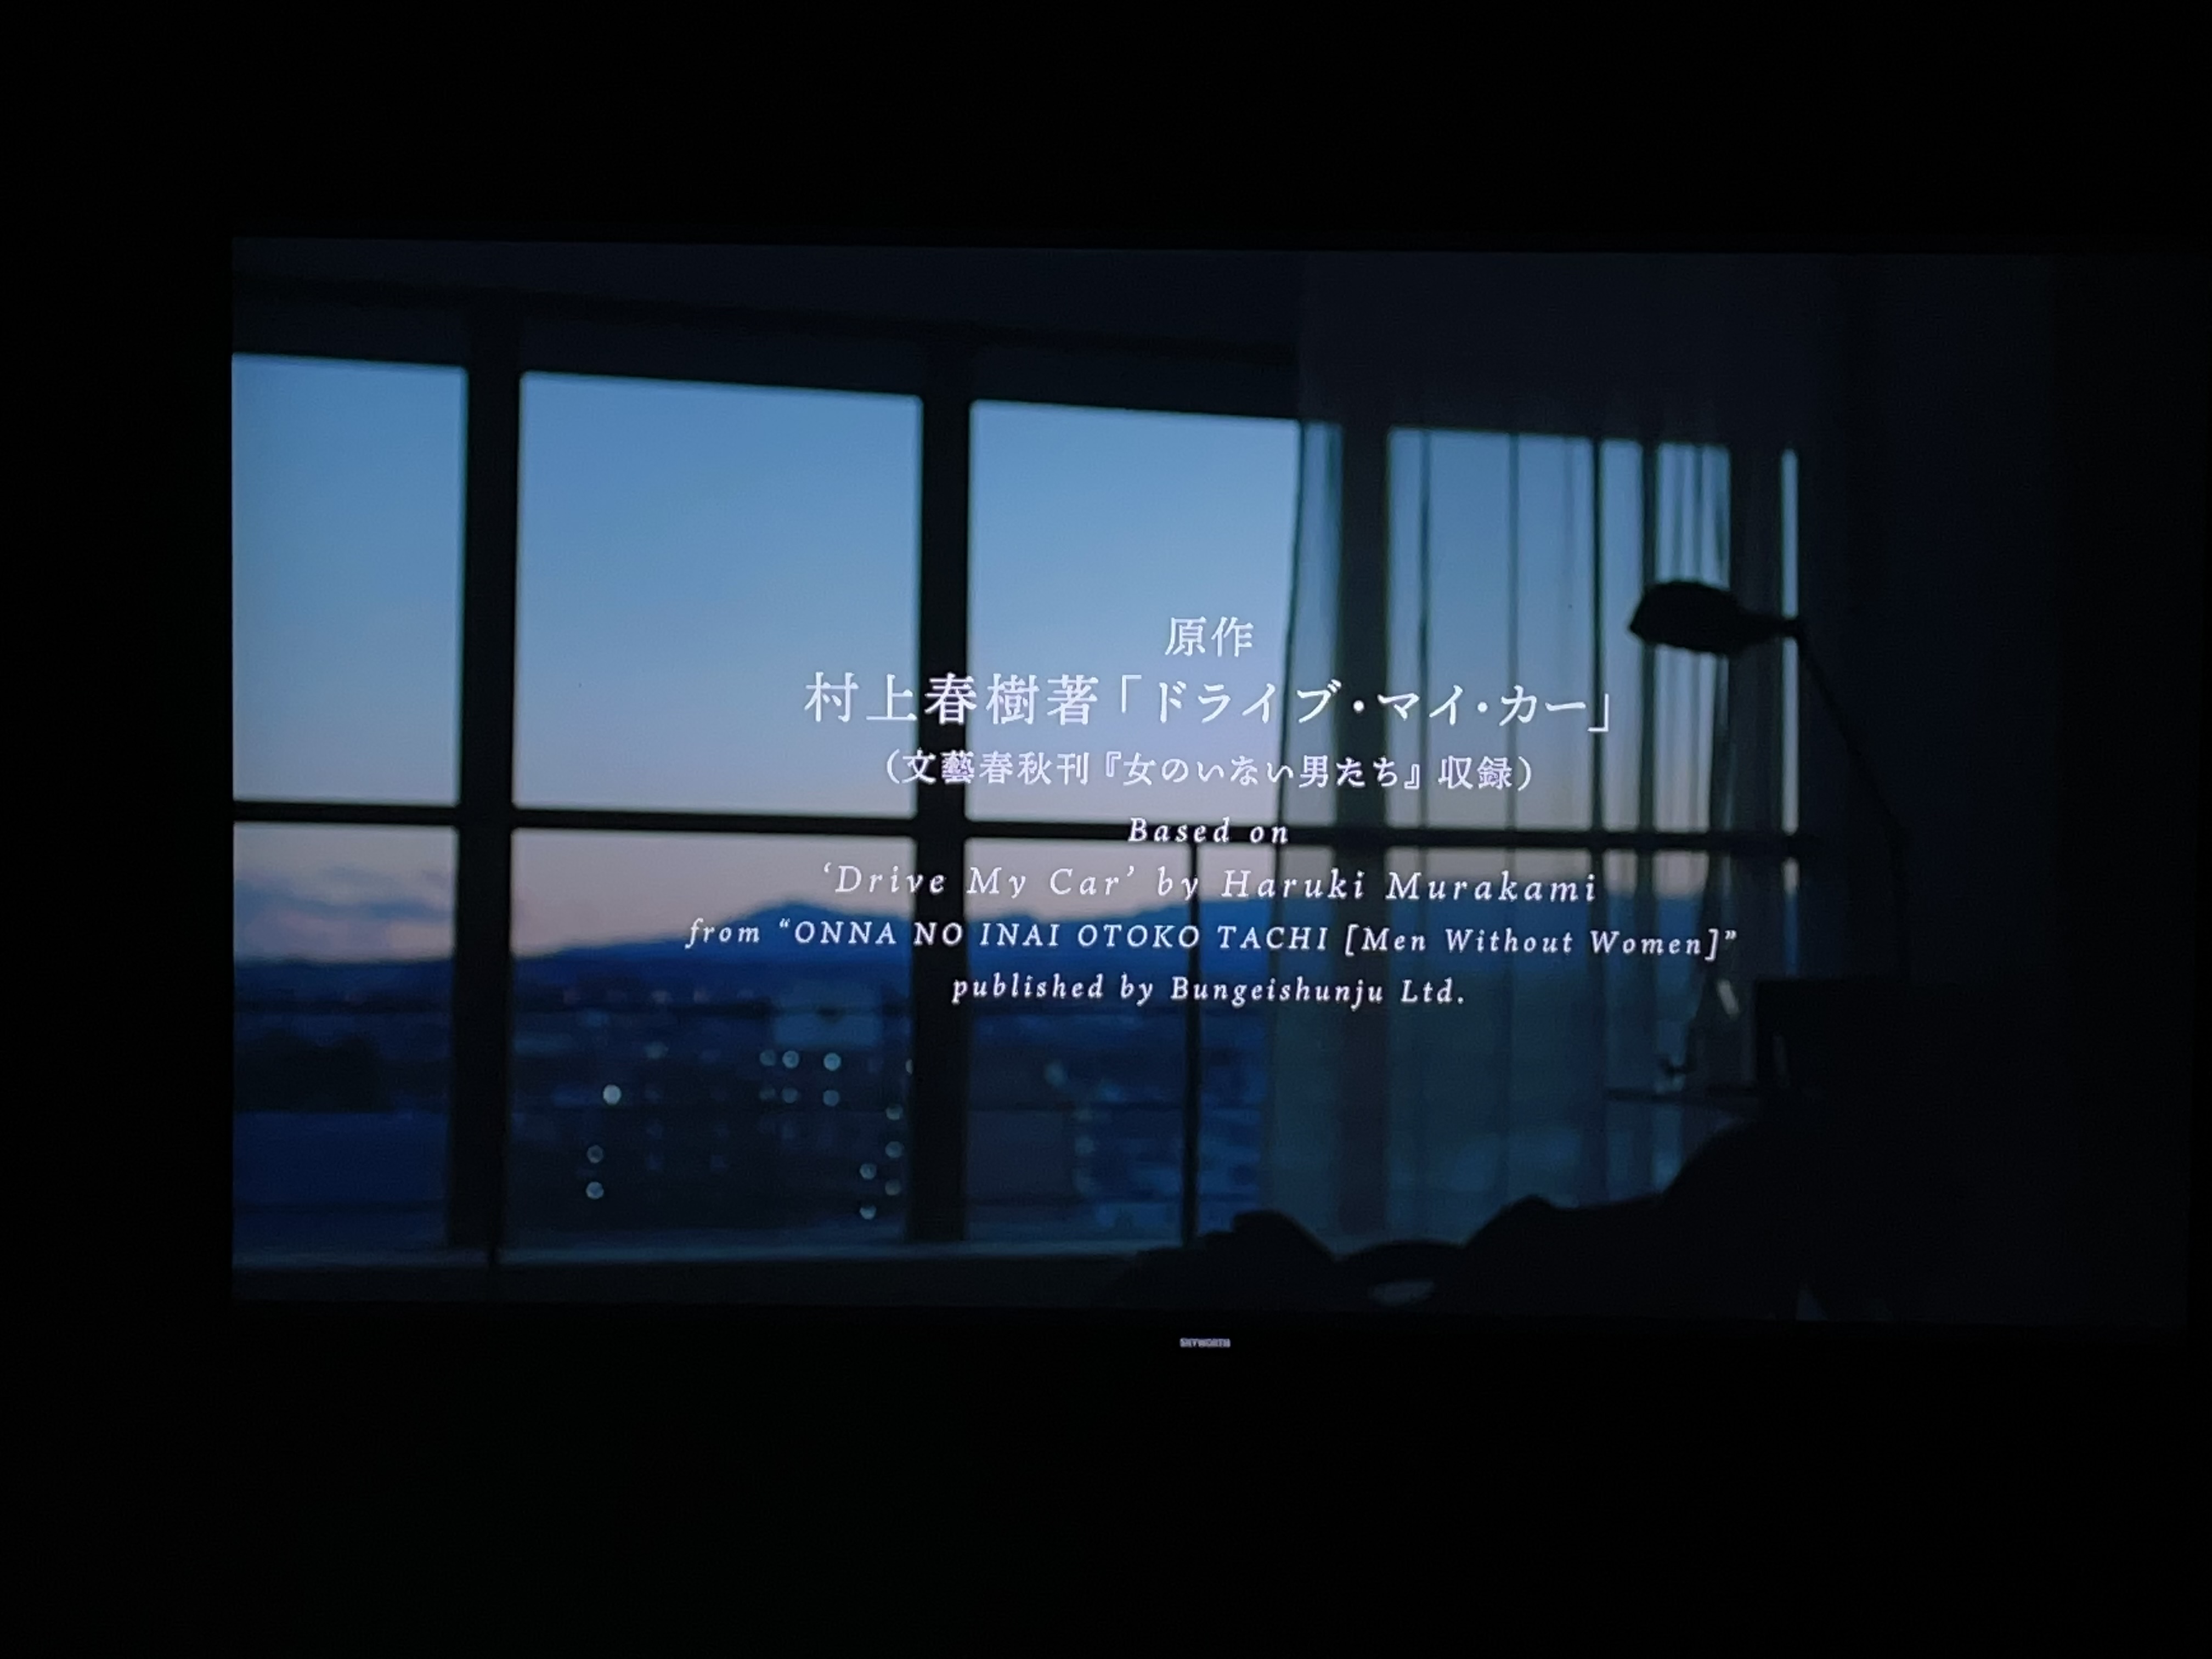 原作
村上春樹著「ドライブ・マイ・カー」
（文藝春秋刊『女のいない男たち』収録）
Based on
‘Drive My Car’ by Haruki Murakami
from “ONNA NO INAI OTOKO TACHI [Men Without Women]”
published by Bungeishunju Ltd.
SKYWORTH